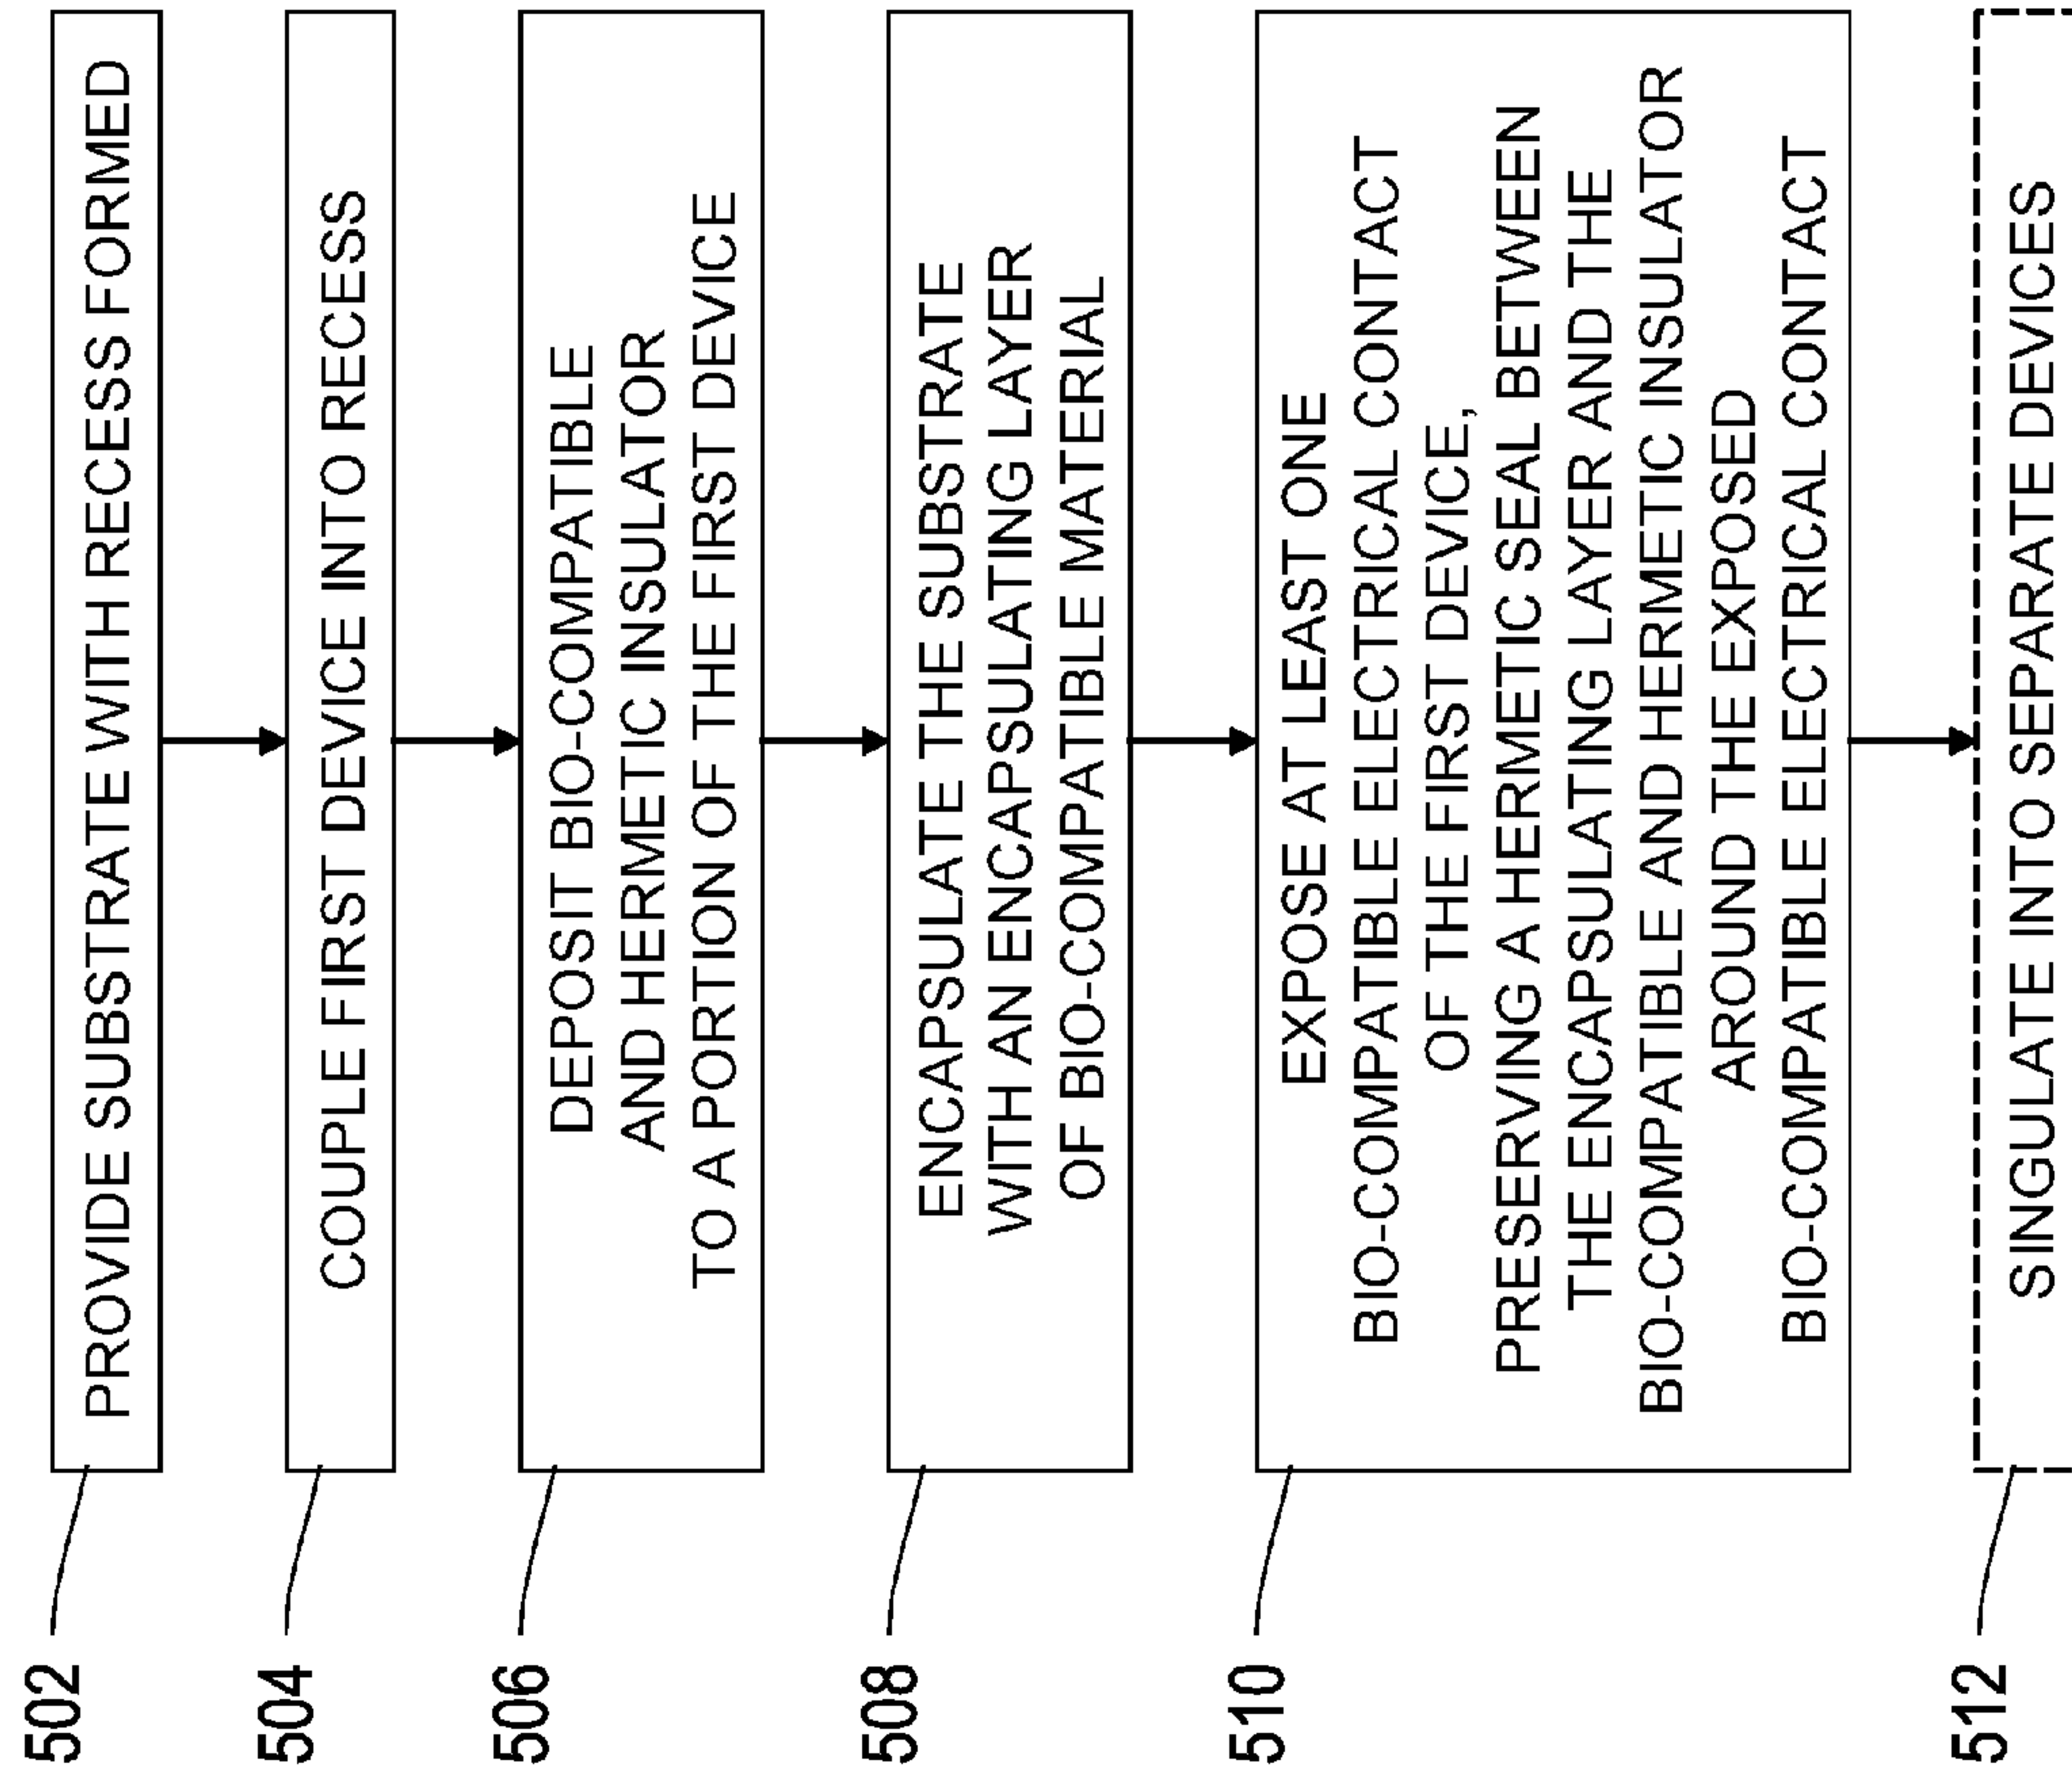 502
PROVIDE SUBSTRATE WITH RECESS FORMED
504
COUPLE FIRST DEVICE INTO RECESS
506
DEPOSIT BIO-COMPATIBLE
AND HERMETIC INSULATOR
TO A PORTION OF THE FIRST DEVICE
508
ENCAPSULATE THE SUBSTRATE
WITH AN ENCAPSULATING LAYER
OF BIO-COMPATIBLE MATERIAL
510
EXPOSE AT LEAST ONE
BIO-COMPATIBLE ELECTRICAL CONTACT
OF THE FIRST DEVICE,
PRESERVING A HERMETIC SEAL BETWEEN
THE ENCAPSULATING LAYER AND THE
BIO-COMPATIBLE AND HERMETIC INSULATOR
AROUND THE EXPOSED
BIO-COMPATIBLE ELECTRICAL CONTACT
512
SINGULATE INTO SEPARATE DEVICES